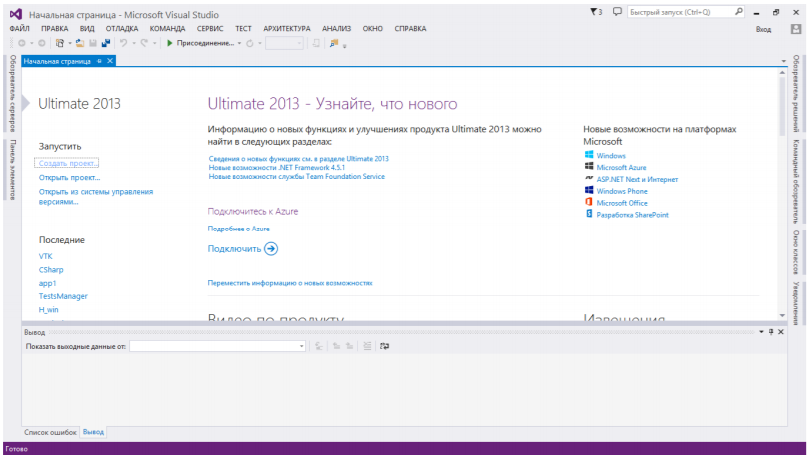 Начальная страница - Microsoft Visual Studio
3
Быстрый запуск (Ctrl+Q)
ФАЙЛ ПРАВКА ВИД ОТЛАДКА КОМАНДА СЕРВИС ТЕСТ АРХИТЕКТУРА АНАЛИЗ ОКНО СПРАВКА
Вход
Присоединение...
Обозреватель серверов
Панель элементов
Начальная страница
Ultimate 2013
Запустить
Создать проект...
Открыть проект...
Открыть из системы управления
версиями...
Последние
VTK
CSharp
app1
TestsManager
H_win
Ultimate 2013 - Узнайте, что нового
Информацию о новых функциях и улучшениях продукта Ultimate 2013 можно
найти в следующих разделах:
Сведения о новых функциях см. в разделе Ultimate 2013
Новые возможности .NET Framework 4.5.1
Новые возможности службы Team Foundation Service
Подключитесь к Azure
Подробнее о Azure
Подключить
Переместить информацию о новых возможностях
Видео по продукту
Новые возможности на платформах
Microsoft
Windows
Microsoft Azure
ASP.NET Next и Интернет
Windows Phone
Microsoft Office
Разработка SharePoint
Извещения
Обозреватель решений
Командный обозреватель
Окно классов
Уведомления
Вывод
Показать выходные данные от:
Список ошибок Вывод
Готово